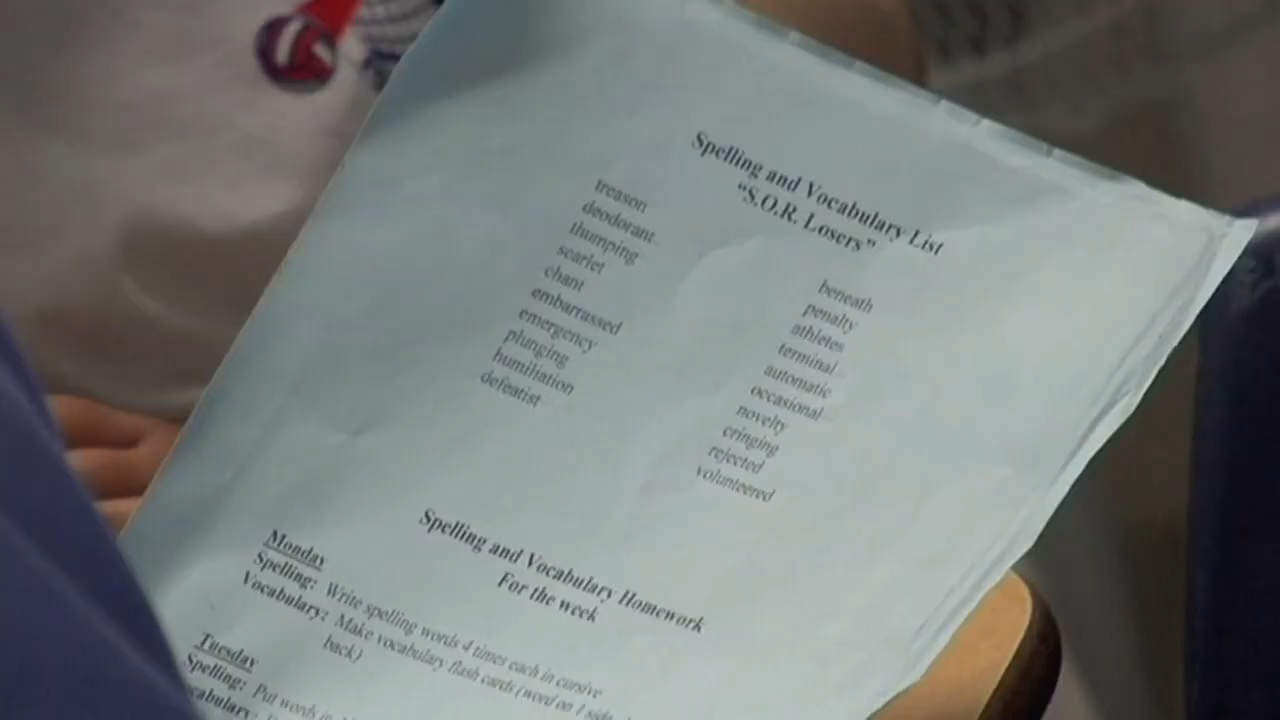 Spelling and Vocabulary List
"S.O.R. Losers"
treason
deodorant
thumping
scarlet
chant
embarrassed
emergency
plunging
humiliation
defeatist
beneath
penalty
athletes
terminal
automatic
occasional
novelty
cringing
rejected
volunteered
Spelling and Vocabulary Homework
For the week
Monday
Spelling: Write spelling words 4 times each in cursive
Vocabulary: Make vocabulary flash cards (word on 1 side,
back)
Tuesday
Spelling: Put words in